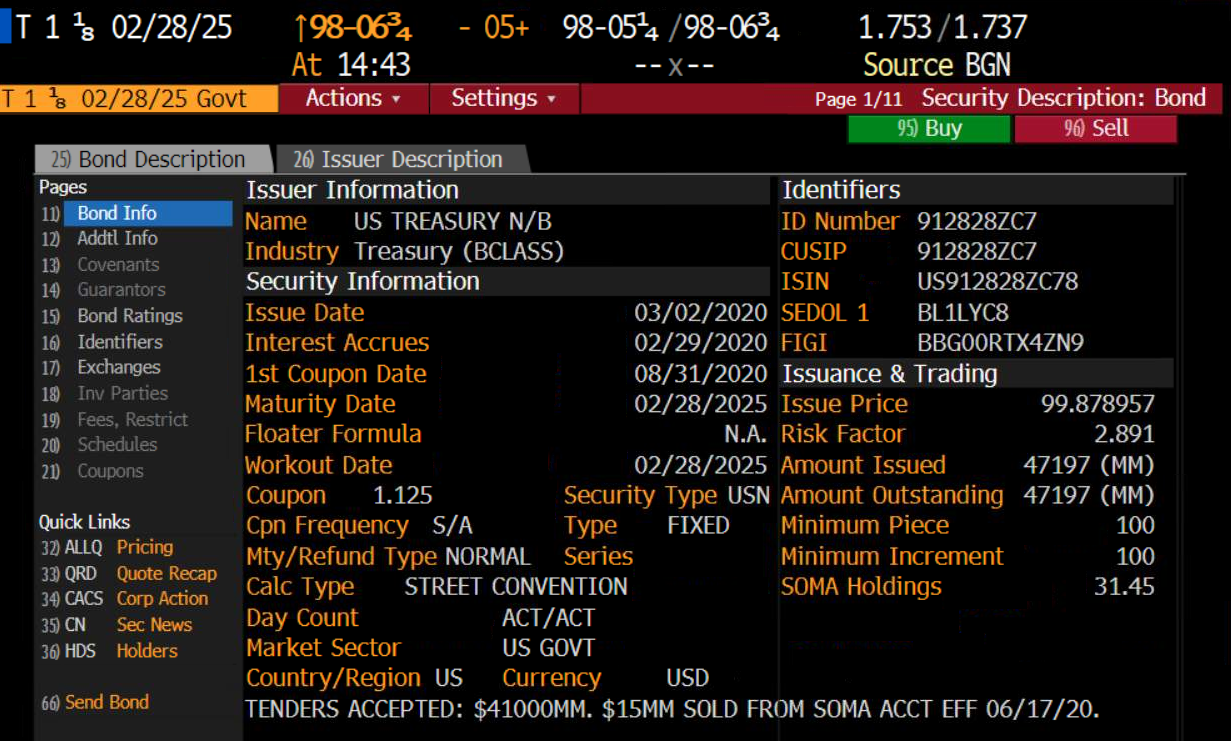 T 1 ⅛ 02/28/25 ↑98-06¾ - 05+ 98-05¼ /98-06¾ 1.753/1.737
At 14:43 --x-- Source BGN
T 1 ⅛ 02/28/25 Govt Actions ▾ Settings ▾ Page 1/11 Security Description: Bond
95) Buy 96) Sell
25) Bond Description 26) Issuer Description
Pages
11) Bond Info
12) Addtl Info
13) Covenants
14) Guarantors
15) Bond Ratings
16) Identifiers
17) Exchanges
18) Inv Parties
19) Fees, Restrict
20) Schedules
21) Coupons
Quick Links
32) ALLQ Pricing
33) QRD Quote Recap
34) CACS Corp Action
35) CN Sec News
36) HDS Holders
66) Send Bond
Issuer Information
Name US TREASURY N/B
Industry Treasury (BCLASS)
Security Information
Issue Date 03/02/2020
Interest Accrues 02/29/2020
1st Coupon Date 08/31/2020
Maturity Date 02/28/2025
Floater Formula N.A.
Workout Date 02/28/2025
Coupon 1.125 Security Type USN
Cpn Frequency S/A Type FIXED
Mty/Refund Type NORMAL Series
Calc Type STREET CONVENTION
Day Count ACT/ACT
Market Sector US GOVT
Country/Region US Currency USD
TENDERS ACCEPTED: $41000MM. $15MM SOLD FROM SOMA ACCT EFF 06/17/20.
Identifiers
ID Number 912828ZC7
CUSIP 912828ZC7
ISIN US912828ZC78
SEDOL 1 BL1LYC8
FIGI BBG00RTX4ZN9
Issuance & Trading
Issue Price 99.878957
Risk Factor 2.891
Amount Issued 47197 (MM)
Amount Outstanding 47197 (MM)
Minimum Piece 100
Minimum Increment 100
SOMA Holdings 31.45